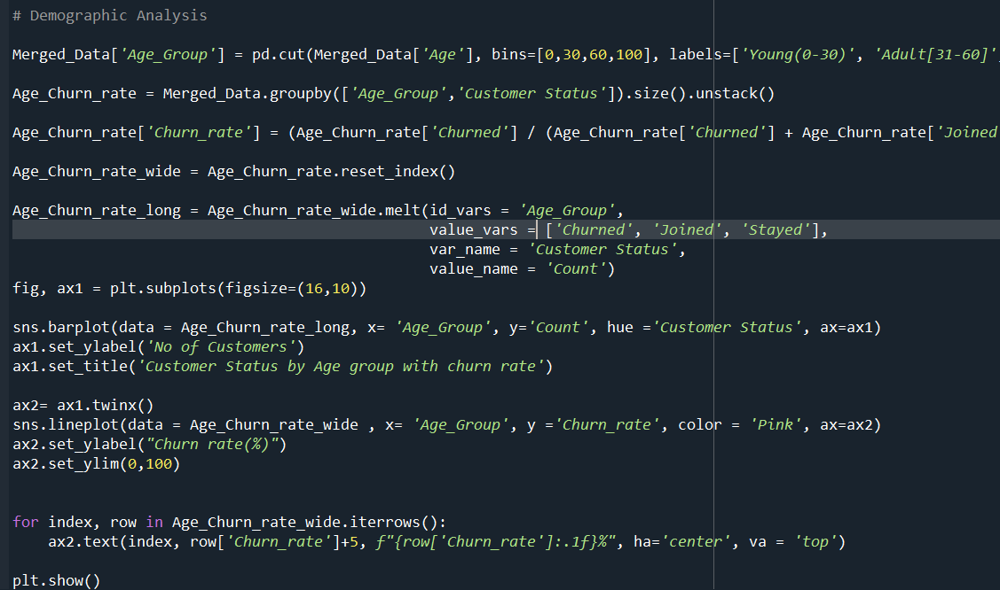 # Demographic Analysis
Merged_Data['Age_Group'] = pd.cut(Merged_Data['Age'], bins=[0,30,60,100], labels=['Young(0-30)', 'Adult[31-60]',
Age_Churn_rate = Merged_Data.groupby(['Age_Group','Customer Status']).size().unstack()
Age_Churn_rate['Churn_rate'] = (Age_Churn_rate['Churned'] / (Age_Churn_rate['Churned'] + Age_Churn_rate['Joined
Age_Churn_rate_wide = Age_Churn_rate.reset_index()
Age_Churn_rate_long = Age_Churn_rate_wide.melt(id_vars = 'Age_Group',
value_vars = ['Churned', 'Joined', 'Stayed'],
var_name = 'Customer Status',
value_name = 'Count')
fig, ax1 = plt.subplots(figsize=(16,10))
sns.barplot(data = Age_Churn_rate_long, x= 'Age_Group', y='Count', hue ='Customer Status', ax=ax1)
ax1.set_ylabel('No of Customers')
ax1.set_title('Customer Status by Age group with churn rate')
ax2= ax1.twinx()
sns.lineplot(data = Age_Churn_rate_wide , x= 'Age_Group', y ='Churn_rate', color = 'Pink', ax=ax2)
ax2.set_ylabel("Churn rate(%)")
ax2.set_ylim(0,100)
for index, row in Age_Churn_rate_wide.iterrows():
ax2.text(index, row['Churn_rate']+5, f"{row['Churn_rate']:.1f}%", ha='center', va = 'top')
plt.show()